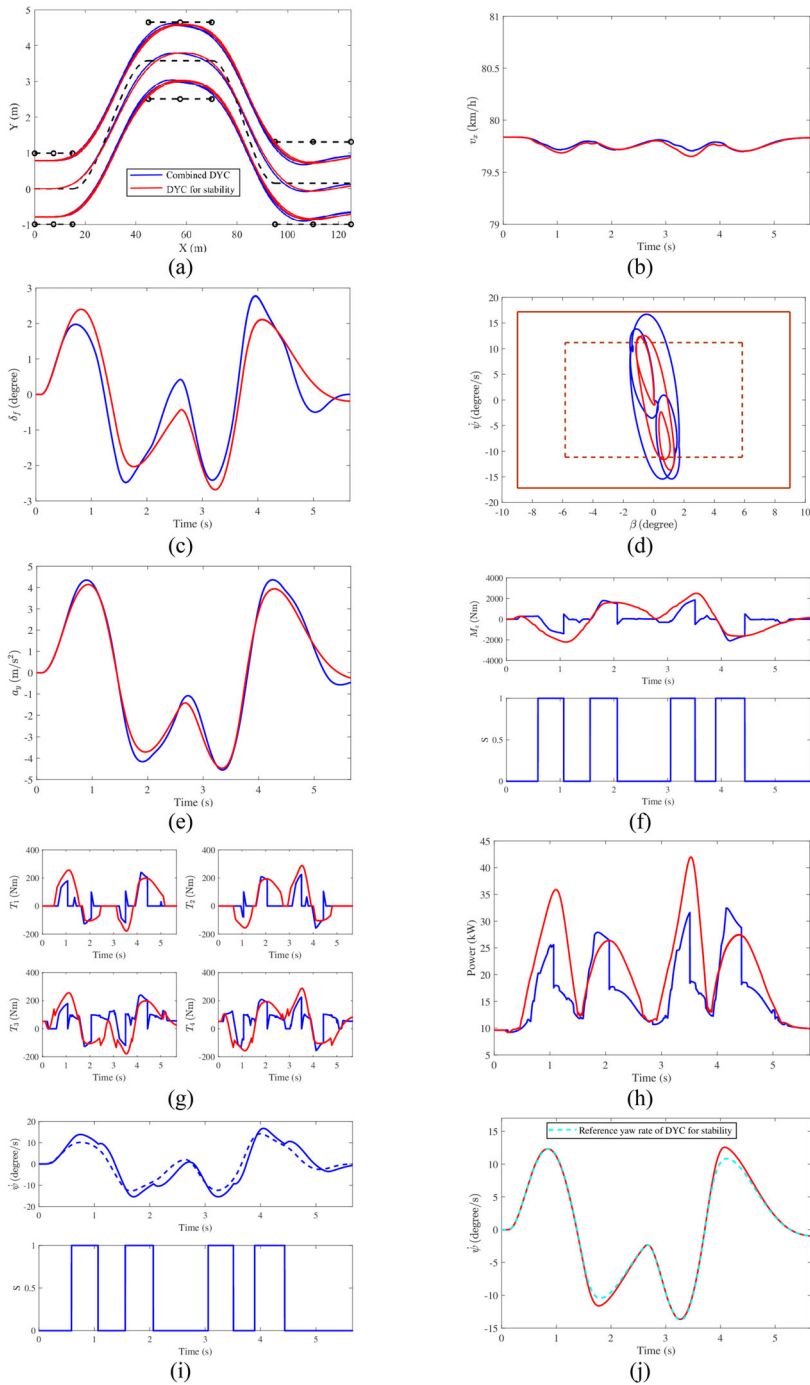 5
4
3
2
1
0
-1
Y (m)
Combined DYC
DYC for stability
0 20 40 60 80 100 120
X (m)
(a)
81
80.5
80
79.5
79
vₓ (km/h)
0 1 2 3 4 5
Time (s)
(b)
3
2
1
0
-1
-2
-3
δf (degree)
0 1 2 3 4 5
Time (s)
(c)
20
15
10
5
0
-5
-10
-15
-20
ψ̇ (degree/s)
-10 -8 -6 -4 -2 0 2 4 6 8 10
β (degree)
(d)
5
4
3
2
1
0
-1
-2
-3
-4
-5
a_y (m/s²)
0 1 2 3 4 5
Time (s)
(e)
4000
2000
0
-2000
-4000
(Nm)
0 1 2 3 4 5
Time (s)
1
0.5
0
S
0 1 2 3 4 5
Time (s)
(f)
400
200
0
-200
T₁ (Nm)
0 1 2 3 4 5
Time (s)
400
200
0
-200
T₂ (Nm)
0 1 2 3 4 5
Time (s)
400
200
0
-200
T₃ (Nm)
0 1 2 3 4 5
Time (s)
400
200
0
-200
T₄ (Nm)
0 1 2 3 4 5
Time (s)
(g)
45
40
35
30
25
20
15
10
5
Power (kW)
0 1 2 3 4 5
Time (s)
(h)
20
10
0
-10
-20
ψ̇ (degree/s)
0 1 2 3 4 5
Time (s)
1
0.5
0
S
0 1 2 3 4 5
Time (s)
(i)
Reference yaw rate of DYC for stability
10
5
0
-5
-10
-15
ψ̇ (degree/s)
0 1 2 3 4 5
Time (s)
(j)